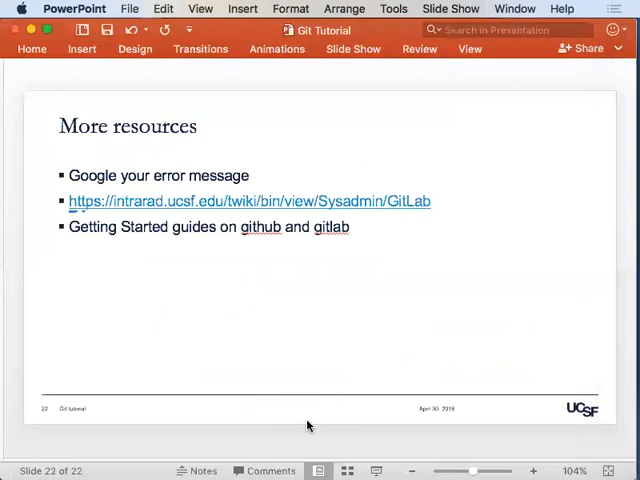 PowerPoint File Edit View Insert Format Arrange Tools Slide Show Window Help
Git Tutorial Search in Presentation
Home Insert Design Transitions Animations Slide Show Review View Share
More resources
Google your error message
https://intrarad.ucsf.edu/twiki/bin/view/Sysadmin/GitLab
Getting Started guides on github and gitlab
22 Git tutorial April 30, 2018 UCSF
Slide 22 of 22 Notes Comments 104%